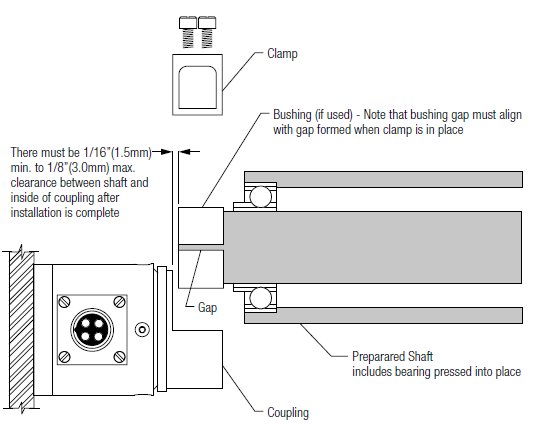 Clamp
Bushing (if used) - Note that bushing gap must align
with gap formed when clamp is in place
There must be 1/16"(1.5mm)
min. to 1/8"(3.0mm) max.
clearance between shaft and
inside of coupling after
installation is complete
Gap
Preparared Shaft
includes bearing pressed into place
Coupling